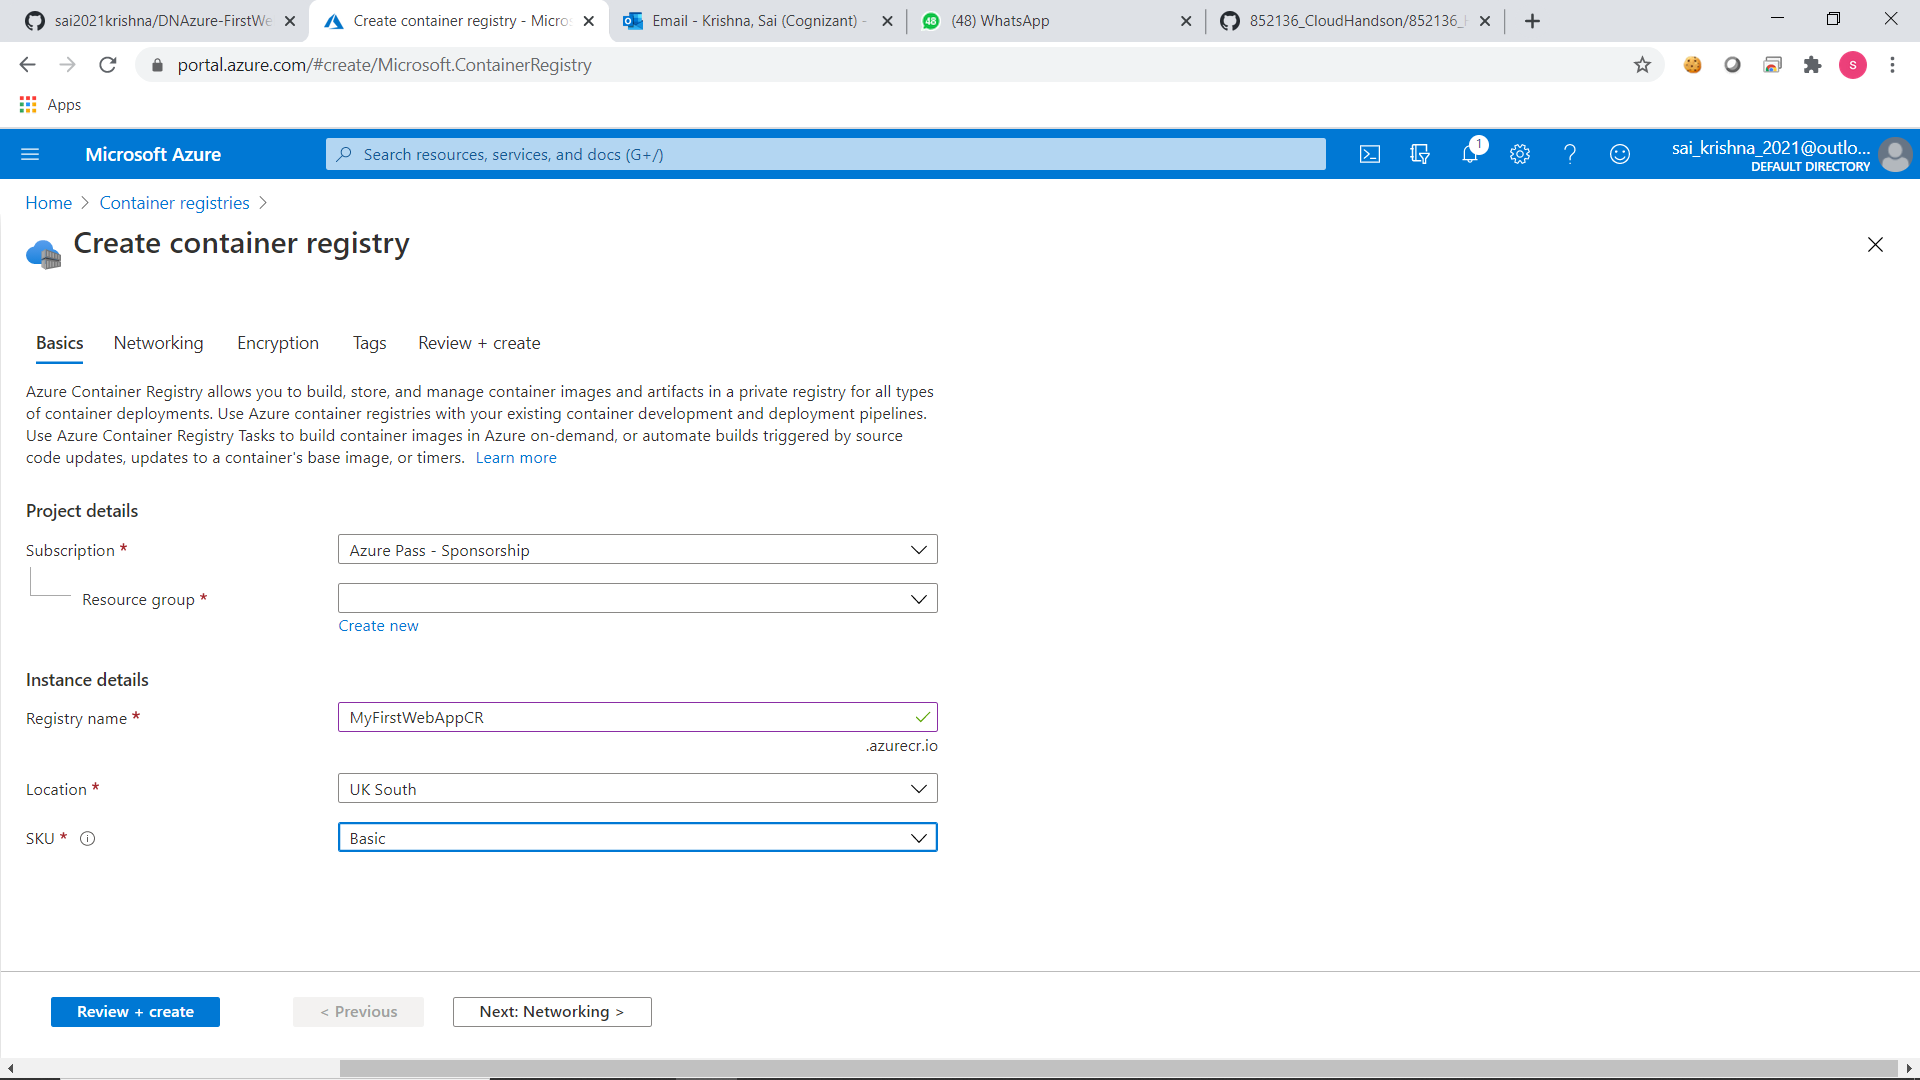 sai2021krishna/DNAzure-FirstWe
Create container registry - Micros
Email - Krishna, Sai (Cognizant) -
48
(48) WhatsApp
852136_CloudHandson/852136_
portal.azure.com/#create/Microsoft.ContainerRegistry
S
Apps
Microsoft Azure
Search resources, services, and docs (G+/)
1
sai_krishna_2021@outlo...
DEFAULT DIRECTORY
Home > Container registries >
Create container registry
Basics
Networking
Encryption
Tags
Review + create
Azure Container Registry allows you to build, store, and manage container images and artifacts in a private registry for all types
of container deployments. Use Azure container registries with your existing container development and deployment pipelines.
Use Azure Container Registry Tasks to build container images in Azure on-demand, or automate builds triggered by source
code updates, updates to a container's base image, or timers. Learn more
Project details
Subscription *
Azure Pass - Sponsorship
Resource group *
Create new
Instance details
Registry name *
MyFirstWebAppCR
.azurecr.io
Location *
UK South
SKU *
Basic
Review + create
< Previous
Next: Networking >